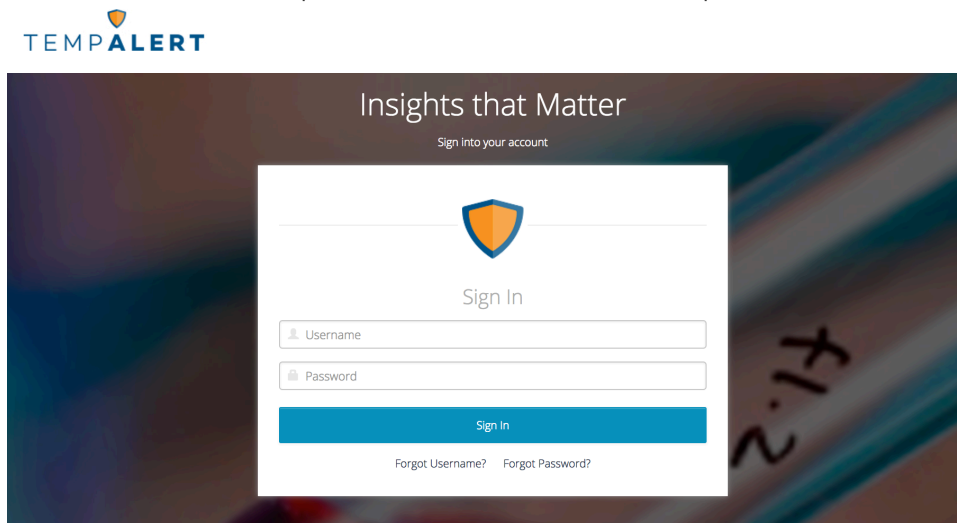 TEMPALERT
Insights that Matter
Sign into your account
Sign In
Username
Password
Sign In
Forgot Username? Forgot Password?